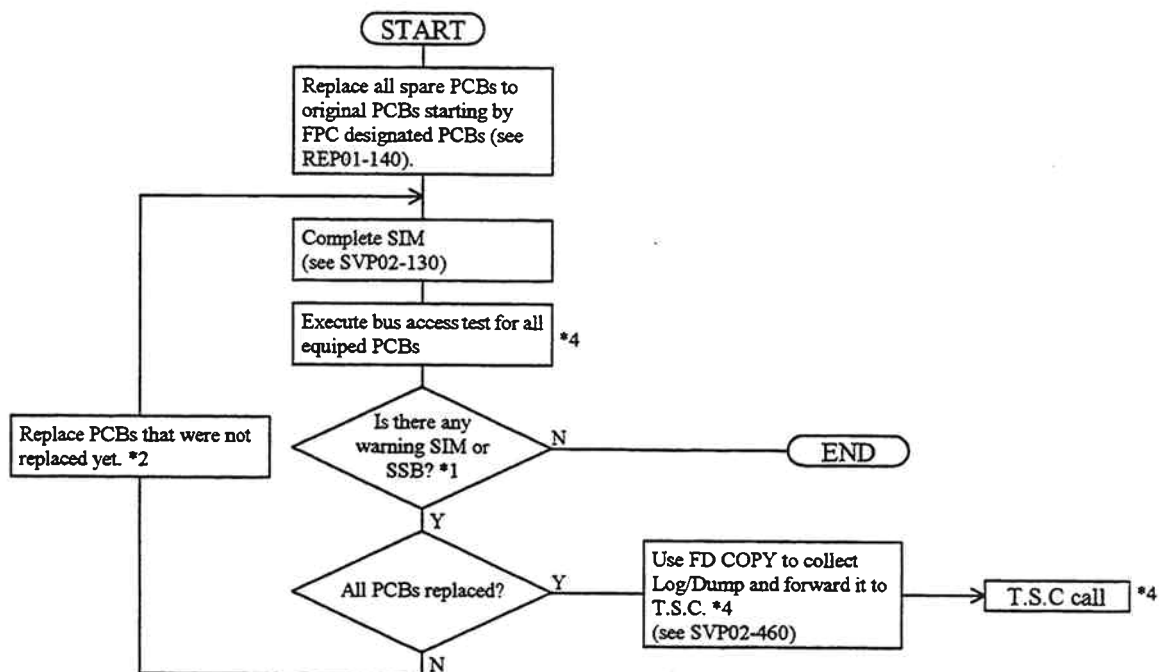 START
Replace all spare PCBs to
original PCBs starting by
FPC designated PCBs (see
REP01-140).
Complete SIM
(see SVP02-130)
Execute bus access test for all
equiped PCBs
*4
Replace PCBs that were not
replaced yet. *2
Is there any
warning SIM or
SSB? *1
N
END
Y
All PCBs replaced?
Y
Use FD COPY to collect
Log/Dump and forward it to
T.S.C. *4
(see SVP02-460)
T.S.C call
*4
N